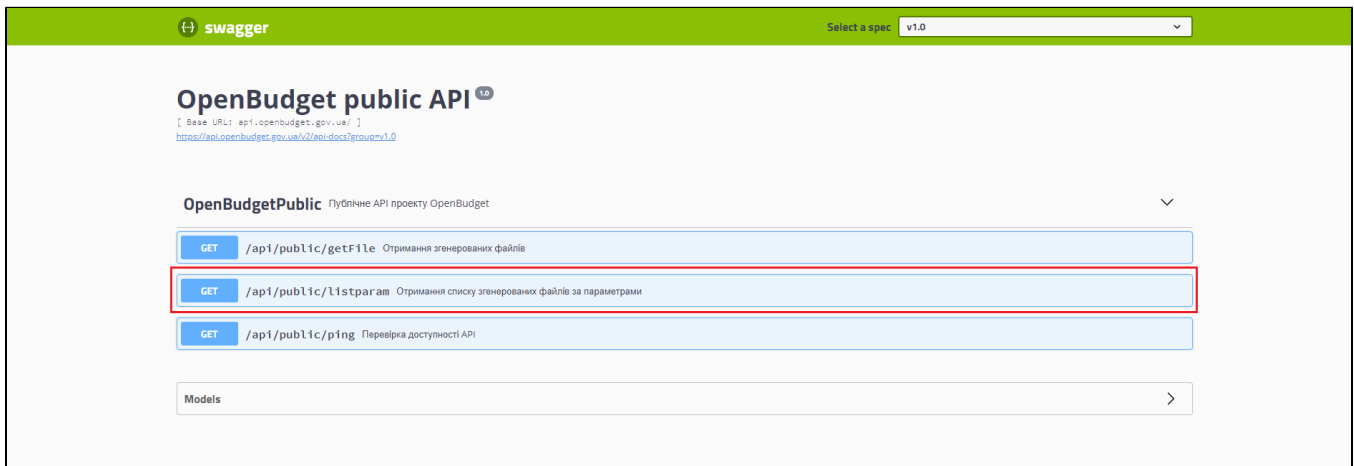 swagger
Select a spec v1.0
OpenBudget public API 1.0
[ Base URL: api.openbudget.gov.ua/ ]
https://api.openbudget.gov.ua/v2/api-docs?group=v1.0
OpenBudgetPublic Публічне API проекту OpenBudget
GET /api/public/getFile Отримання згенерованих файлів
GET /api/public/listparam Отримання списку згенерованих файлів за параметрами
GET /api/public/ping Перевірка доступності API
Models